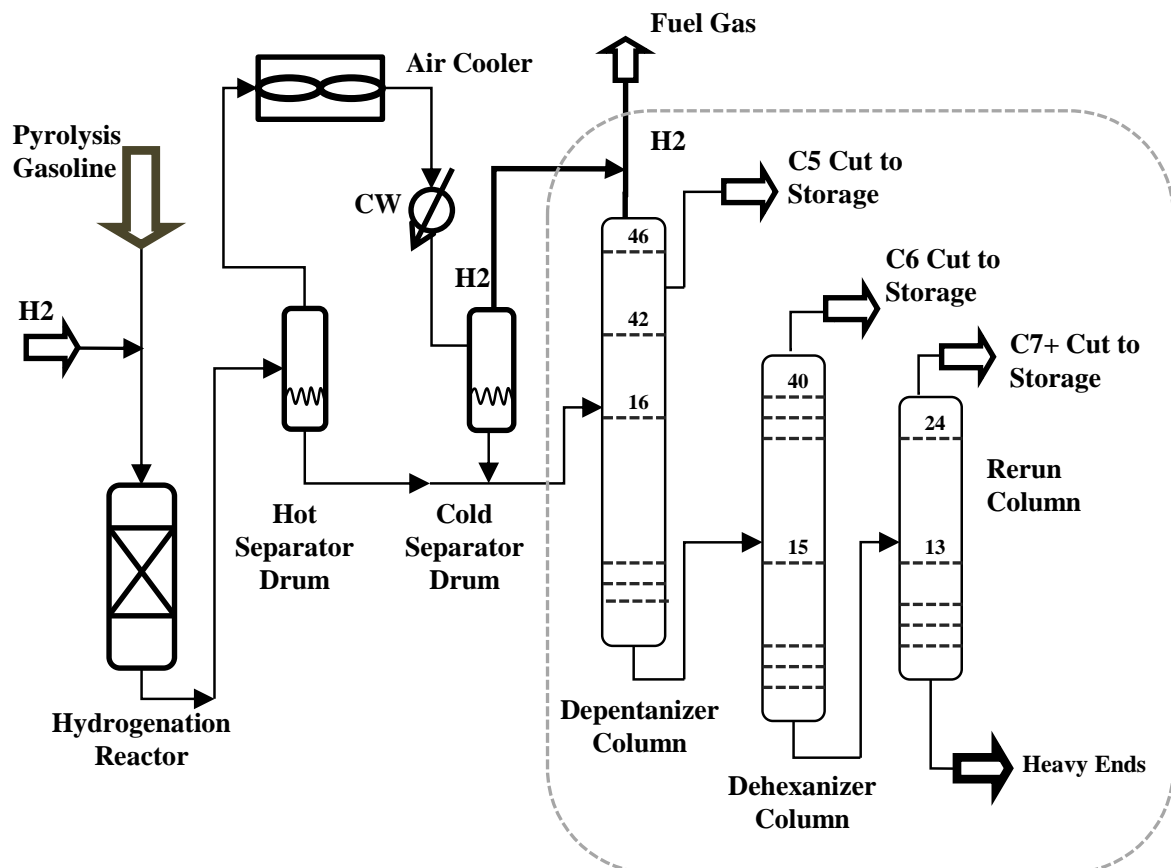 Fuel Gas
Air Cooler
Pyrolysis
Gasoline
H2
C5 Cut to
Storage
CW
46
C6 Cut to
Storage
H2
H2
42
C7+ Cut to
Storage
40
16
24
Rerun
Column
Hot
Separator
Drum
Cold
Separator
Drum
15
13
Hydrogenation
Reactor
Depentanizer
Column
Dehexanizer
Column
Heavy Ends